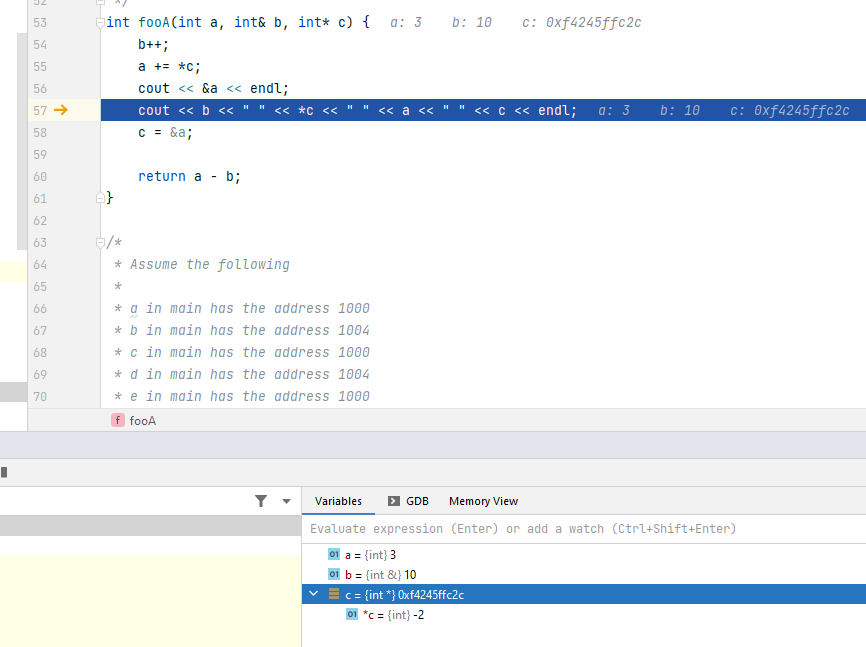 52 */
53 int fooA(int a, int& b, int* c) { a: 3 b: 10 c: 0xf4245ffc2c
54 b++;
55 a += *c;
56 cout << &a << endl;
57 cout << b << " " << *c << " " << a << " " << c << endl; a: 3 b: 10 c: 0xf4245ffc2c
58 c = &a;
59
60 return a - b;
61 }
62
63 /*
64 * Assume the following
65 *
66 * a in main has the address 1000
67 * b in main has the address 1004
68 * c in main has the address 1000
69 * d in main has the address 1004
70 * e in main has the address 1000
f fooA
Variables GDB Memory View
Evaluate expression (Enter) or add a watch (Ctrl+Shift+Enter)
01 a = {int} 3
01 b = {int &} 10
c = {int *} 0xf4245ffc2c
01 *c = {int} -2